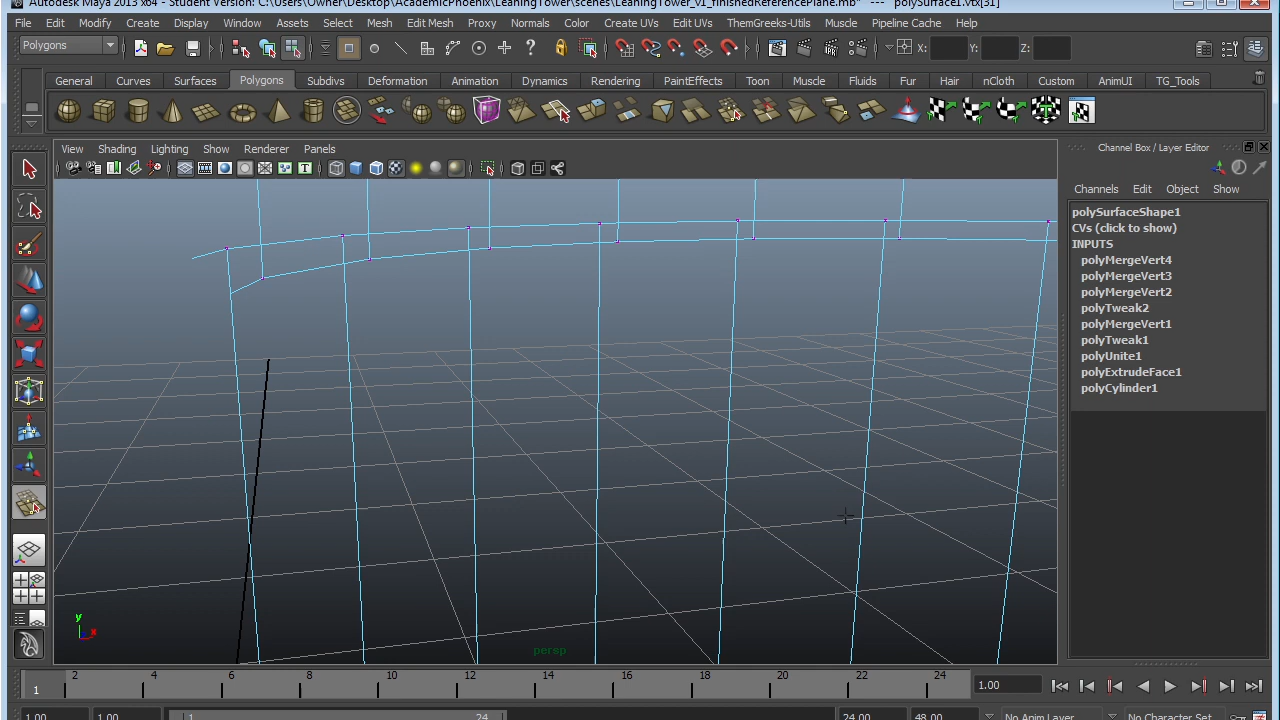 Autodesk Maya 2013 x64 - Student Version: C:\Users\Owner\Desktop\AcademicPhoenix\LeaningTower\scenes\LeaningTower_v1_finishedReferencePlane.mb* --- polySurface1.vtx[31]
File Edit Modify Create Display Window Assets Select Mesh Edit Mesh Proxy Normals Color Create UVs Edit UVs ThemGreeks-Utils Muscle Pipeline Cache Help
Polygons X: Y: Z:
General Curves Surfaces Polygons Subdivs Deformation Animation Dynamics Rendering PaintEffects Toon Muscle Fluids Fur Hair nCloth Custom AnimUI TG_Tools
View Shading Lighting Show Renderer Panels
Channel Box / Layer Editor
Channels Edit Object Show
polySurfaceShape1
CVs (click to show)
INPUTS
polyMergeVert4
polyMergeVert3
polyMergeVert2
polyTweak2
polyMergeVert1
polyTweak1
polyUnite1
polyExtrudeFace1
polyCylinder1
y
x
persp
2 4 6 8 10 12 14 16 18 20 22 24
1
1.00
1.00 1.00 1 24 24.00 48.00 No Anim Layer No Character Set